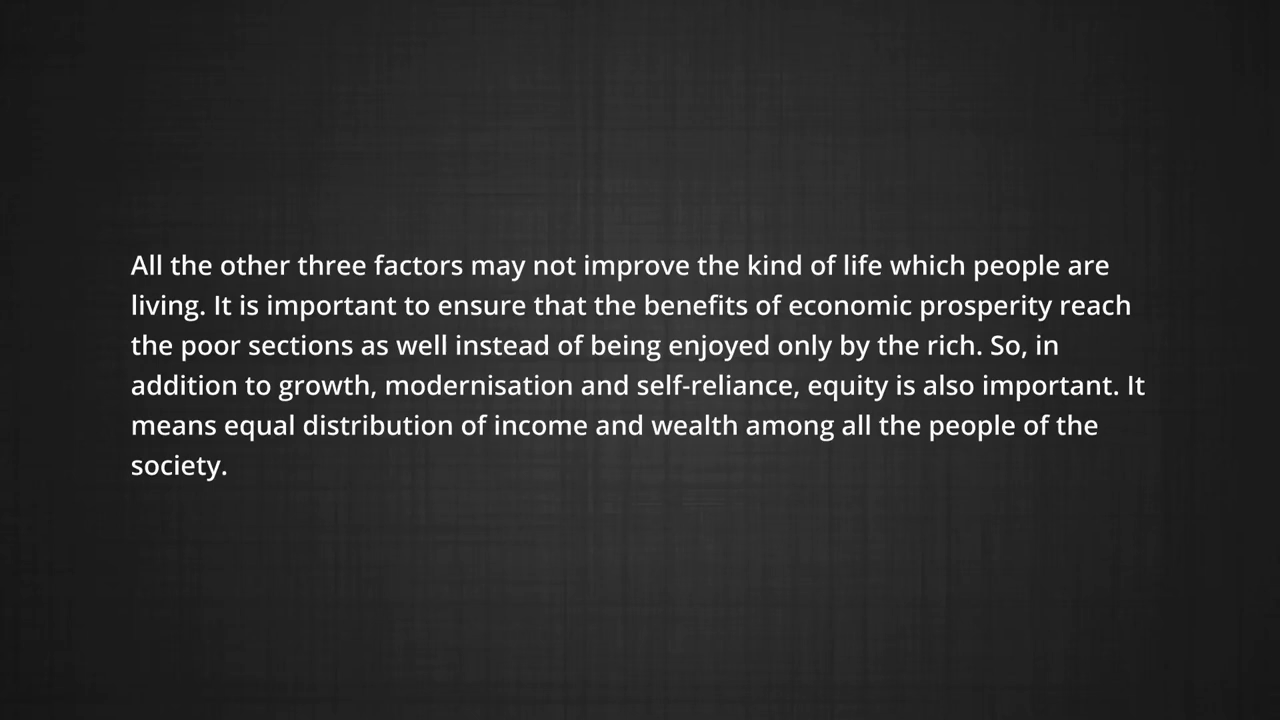 All the other three factors may not improve the kind of life which people are
living. It is important to ensure that the benefits of economic prosperity reach
the poor sections as well instead of being enjoyed only by the rich. So, in
addition to growth, modernisation and self-reliance, equity is also important. It
means equal distribution of income and wealth among all the people of the
society.